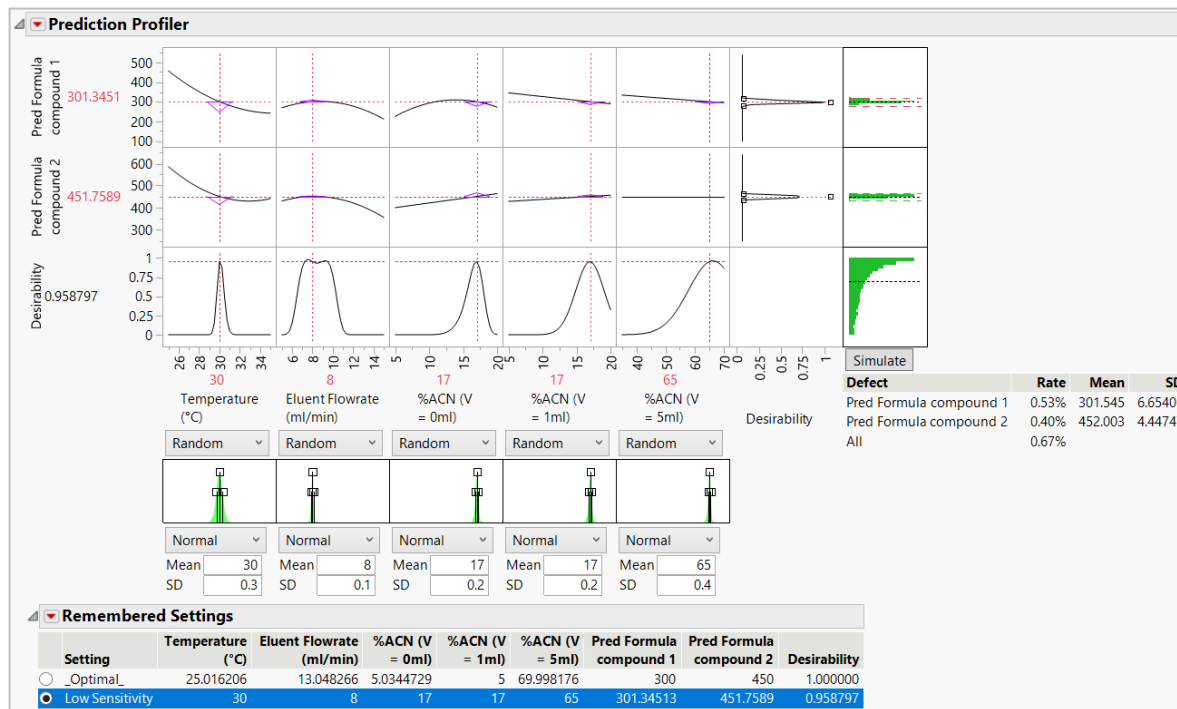 Prediction Profiler
Pred Formula
compound 1
301.3451
500
400
300
200
100
Pred Formula
compound 2
451.7589
600
500
400
300
Desirability
0.958797
1
0.75
0.5
0.25
0
26 28 30 32 34
6 8 10 12 14
5 10 15 20
5 10 15 20
40 50 60 70
0 0.25 0.5 0.75 1
30 8 17 17 65
Temperature
(°C)
Eluent Flowrate
(ml/min)
%ACN (V
= 0ml)
%ACN (V
= 1ml)
%ACN (V
= 5ml)
Desirability
Simulate
Defect Rate Mean SD
Pred Formula compound 1 0.53% 301.545 6.6540
Pred Formula compound 2 0.40% 452.003 4.4474
All 0.67%
Random Random Random Random Random
Normal Normal Normal Normal Normal
Mean 30 Mean 8 Mean 17 Mean 17 Mean 65
SD 0.3 SD 0.1 SD 0.2 SD 0.2 SD 0.4
Remembered Settings
Setting
Temperature
(°C)
Eluent Flowrate
(ml/min)
%ACN (V
= 0ml)
%ACN (V
= 1ml)
%ACN (V
= 5ml)
Pred Formula
compound 1
Pred Formula
compound 2
Desirability
_Optimal_ 25.016206 13.048266 5.0344729 5 69.998176 300 450 1.000000
Low Sensitivity 30 8 17 17 65 301.34513 451.7589 0.958797